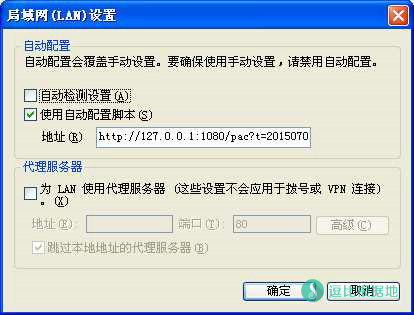 局域网(LAN)设置
自动配置
自动配置会覆盖手动设置。要确保使用手动设置，请禁用自动配置。
自动检测设置(A)
使用自动配置脚本(S)
地址(R)
http://127.0.0.1:1080/pac?t=2015070
代理服务器
为 LAN 使用代理服务器 (这些设置不会应用于拨号或 VPN 连接)
。(X)
地址(E): 端口(T): 80 高级(C)
跳过本地地址的代理服务器(B)
确定 取消
逗比根据地